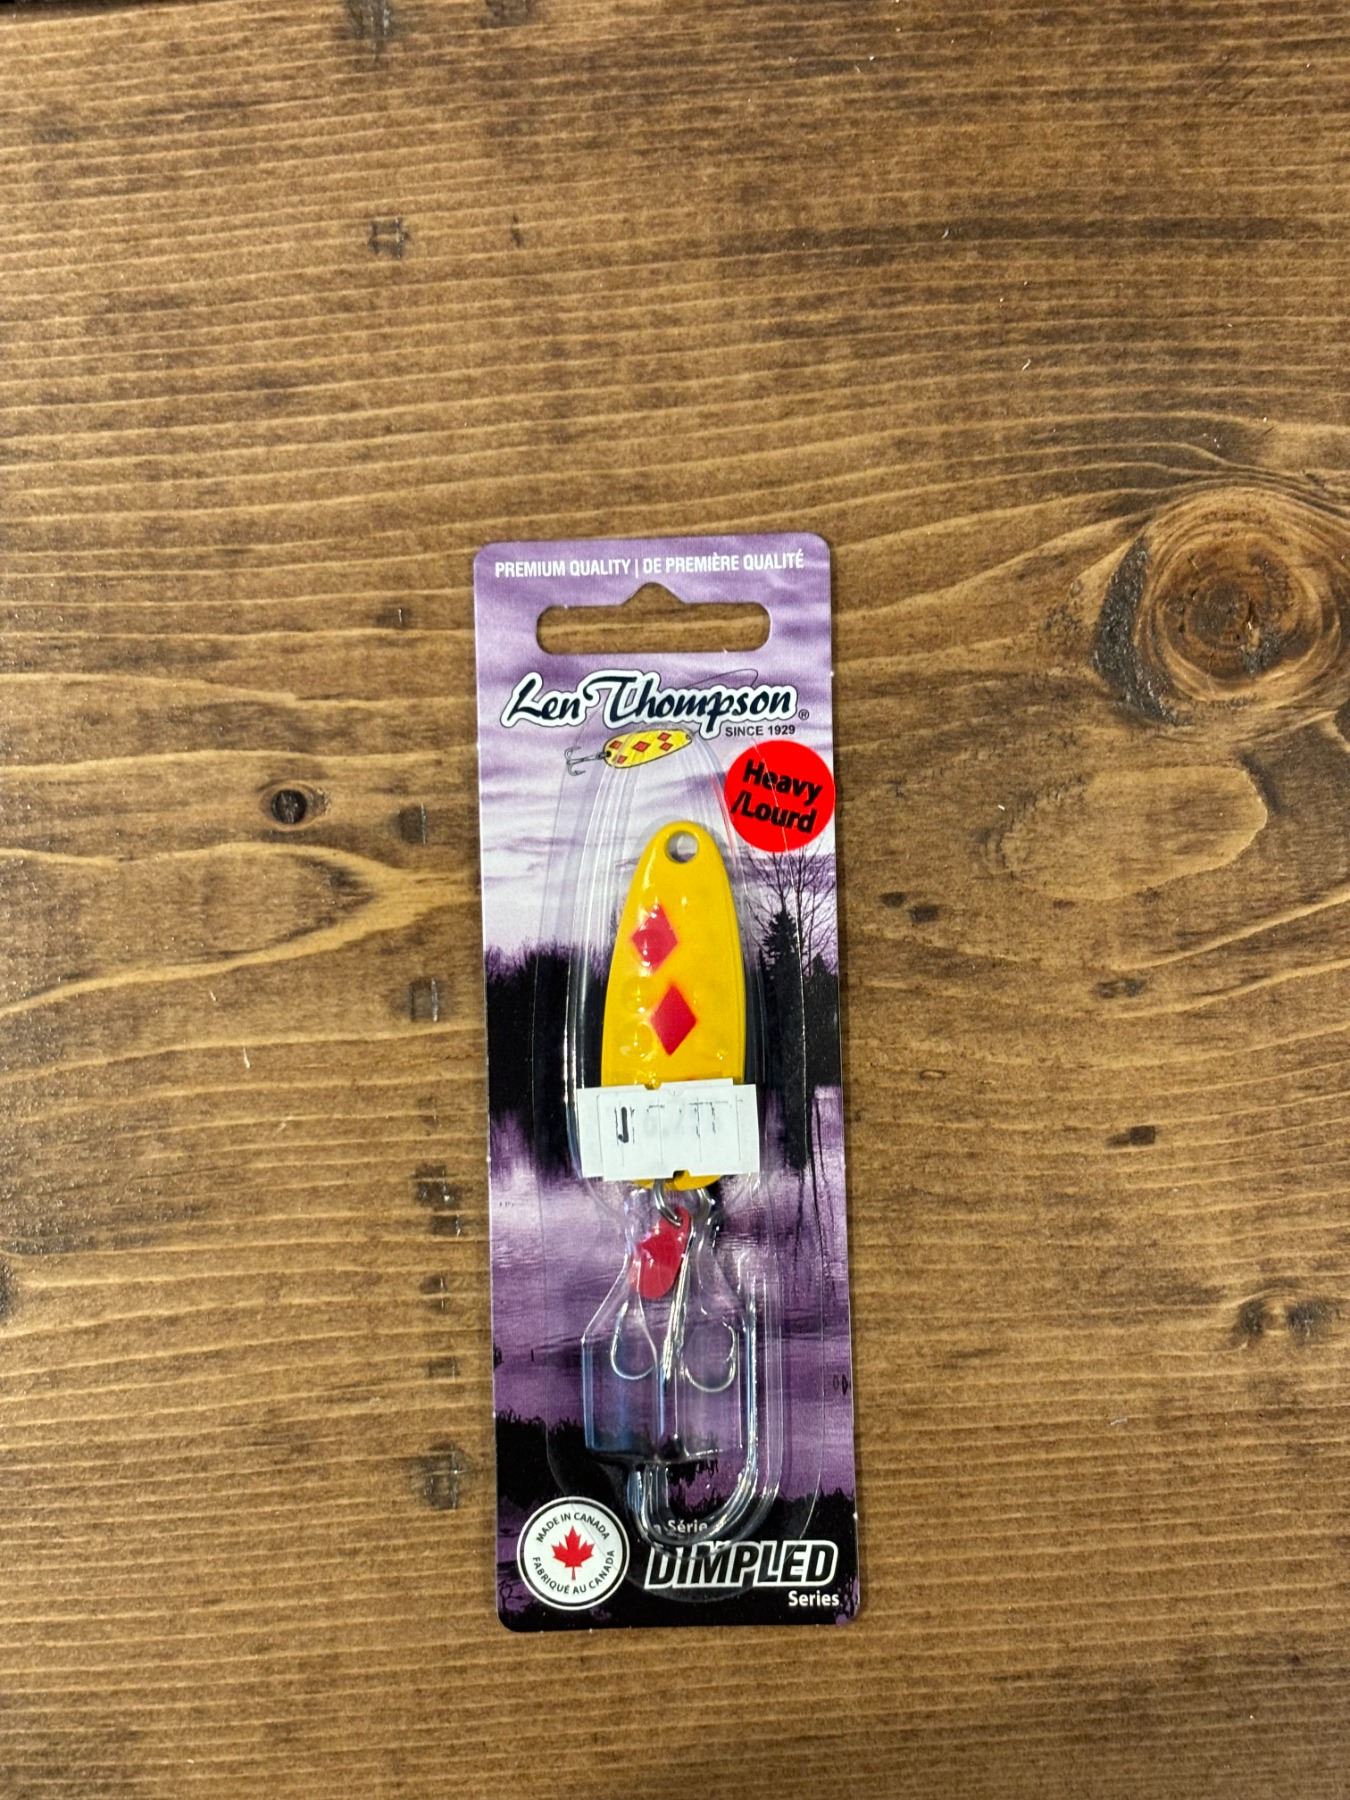 PREMIUM QUALITY | DE PREMIÈRE QUALITÉ
Len Thompson®
SINCE 1929
Heavy
/Lourd
MADE IN CANADA
FABRIQUÉ AU CANADA
Série
DIMPLED
Series